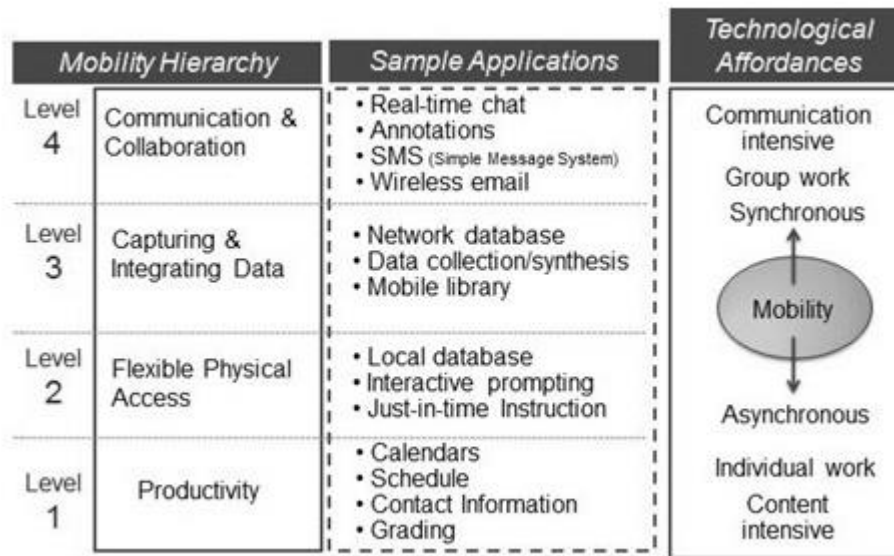 Mobility Hierarchy
Sample Applications
Technological
Affordances
Level
4
Communication &
Collaboration
• Real-time chat
• Annotations
• SMS (Simple Message System)
• Wireless email
Level
3
Capturing &
Integrating Data
• Network database
• Data collection/synthesis
• Mobile library
Level
2
Flexible Physical
Access
• Local database
• Interactive prompting
• Just-in-time Instruction
Level
1
Productivity
• Calendars
• Schedule
• Contact Information
• Grading
Communication
intensive
Group work
Synchronous
Mobility
Asynchronous
Individual work
Content
intensive